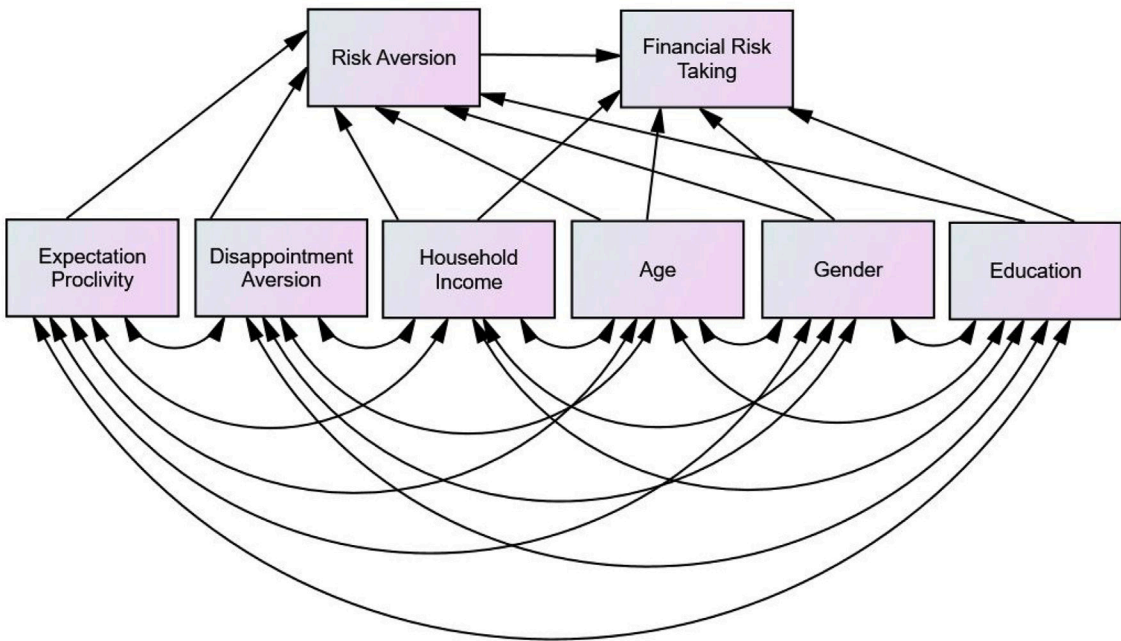 Risk Aversion
Financial Risk
Taking
Expectation
Proclivity
Disappointment
Aversion
Household
Income
Age
Gender
Education